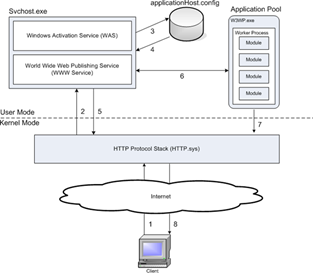 Svchost.exe
applicationHost.config
Application Pool
Windows Activation Service (WAS)
3
4
W3WP.exe
Worker Process
Module
Module
Module
Module
World Wide Web Publishing Service
(WWW Service)
6
User Mode
Kernel Mode
2
5
7
HTTP Protocol Stack (HTTP.sys)
Internet
1
8
Client